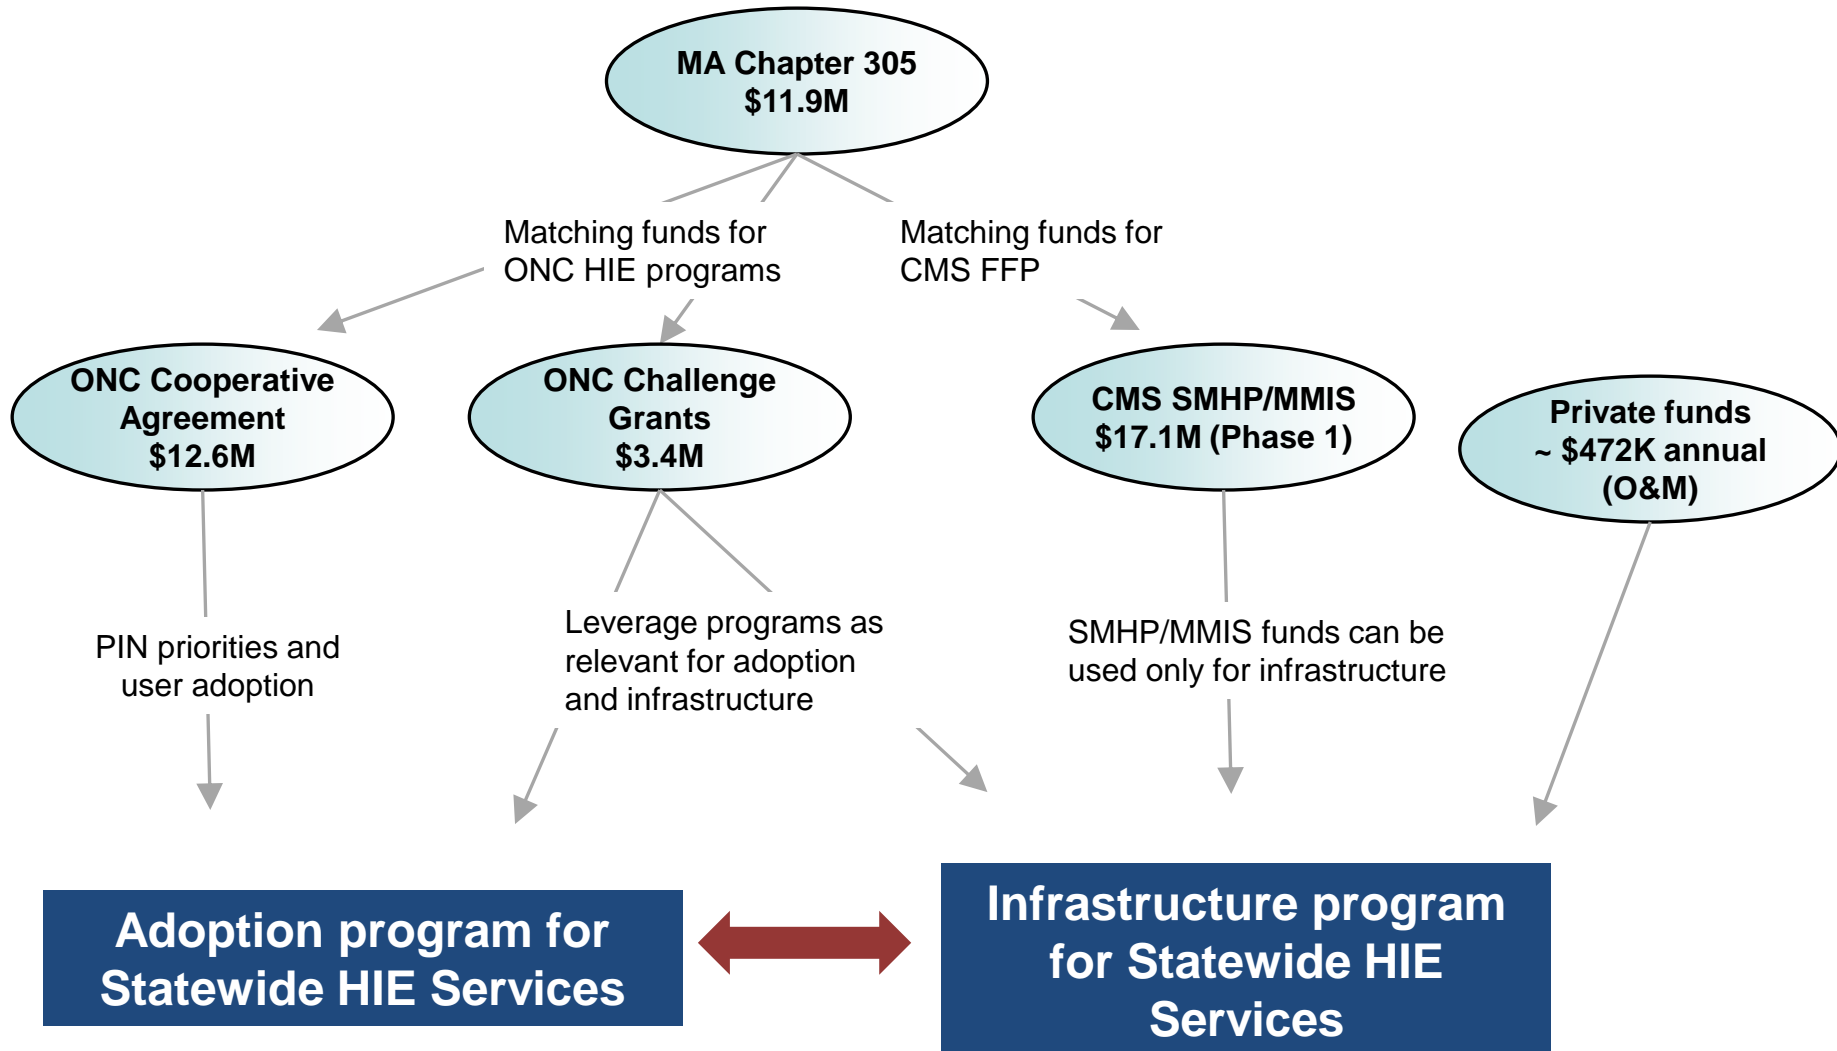 MA Chapter 305
$11.9M
Matching funds for
ONC HIE programs
Matching funds for
CMS FFP
ONC Cooperative
Agreement
$12.6M
ONC Challenge
Grants
$3.4M
CMS SMHP/MMIS
$17.1M (Phase 1)
Private funds
~ $472K annual
(O&M)
PIN priorities and
user adoption
Leverage programs as
relevant for adoption
and infrastructure
SMHP/MMIS funds can be
used only for infrastructure
Adoption program for
Statewide HIE Services
Infrastructure program
for Statewide HIE
Services